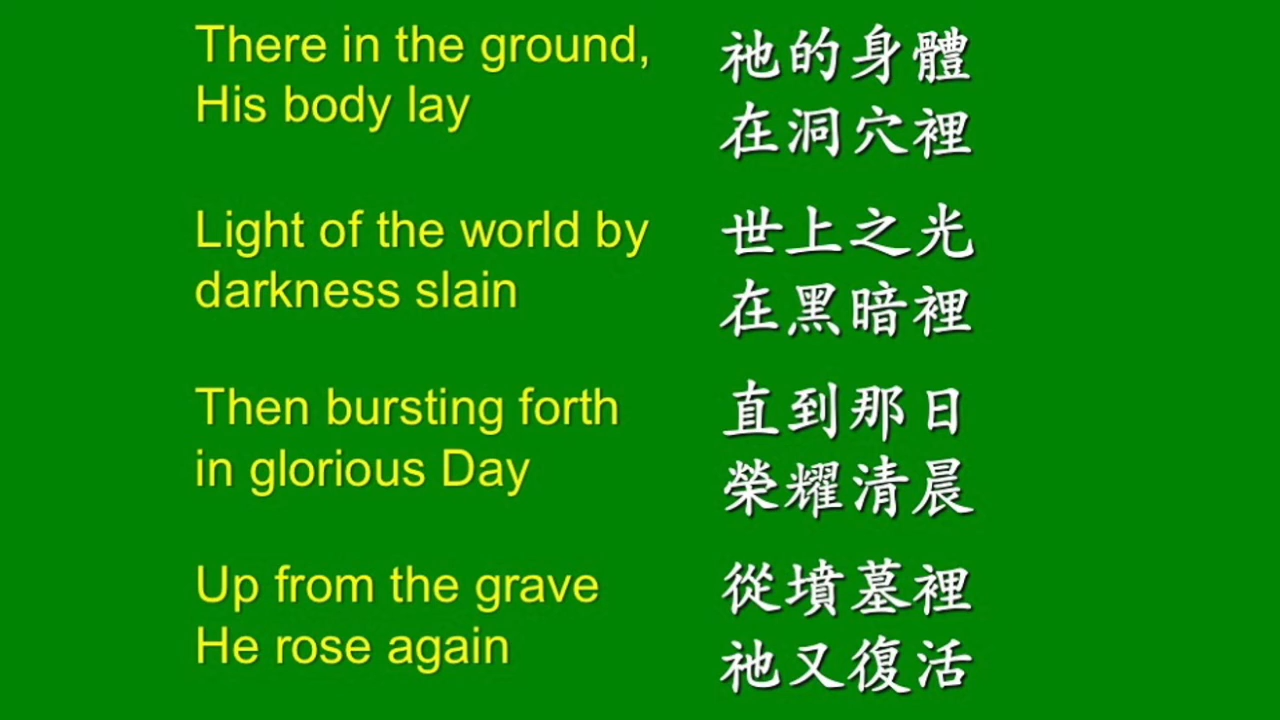 There in the ground,
His body lay
祂的身體
在洞穴裡
Light of the world by
darkness slain
世上之光
在黑暗裡
Then bursting forth
in glorious Day
直到那日
榮耀清晨
Up from the grave
He rose again
從墳墓裡
祂又復活